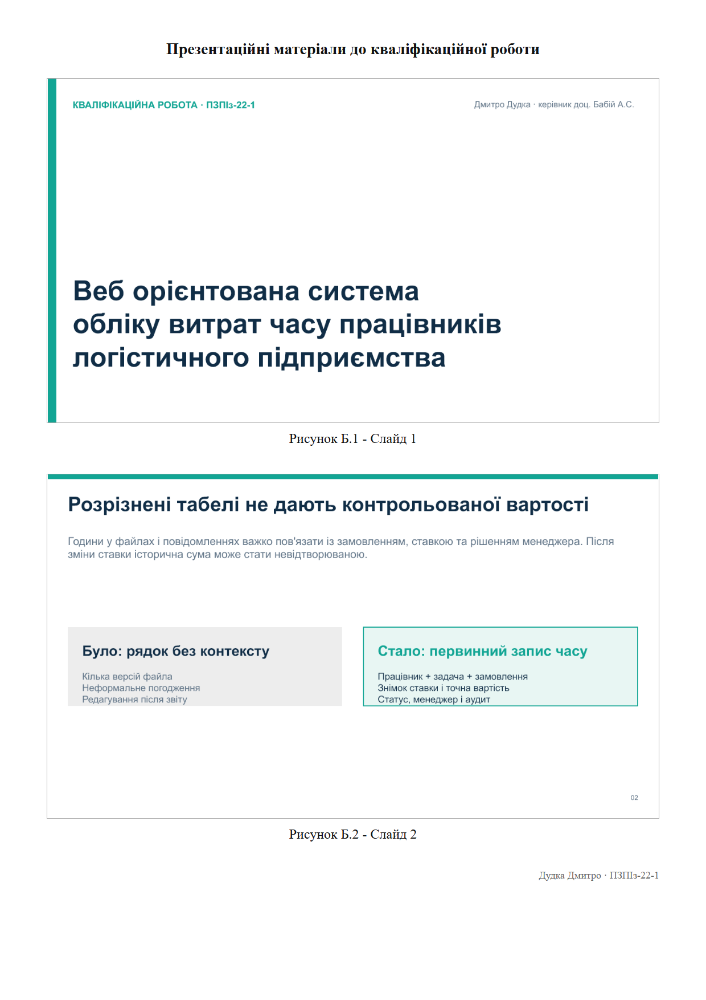 Презентаційні матеріали до кваліфікаційної роботи
КВАЛІФІКАЦІЙНА РОБОТА · ПЗПІз-22-1
Дмитро Дудка · керівник доц. Бабій А.С.
Веб орієнтована система
обліку витрат часу працівників
логістичного підприємства
Рисунок Б.1 - Слайд 1
Розрізнені табелі не дають контрольованої вартості
Години у файлах і повідомленнях важко пов'язати із замовленням, ставкою та рішенням менеджера. Після
зміни ставки історична сума може стати невідтворюваною.
Було: рядок без контексту
Кілька версій файла
Неформальне погодження
Редагування після звіту
Стало: первинний запис часу
Працівник + задача + замовлення
Знімок ставки і точна вартість
Статус, менеджер і аудит
02
Рисунок Б.2 - Слайд 2
Дудка Дмитро · ПЗПІз-22-1